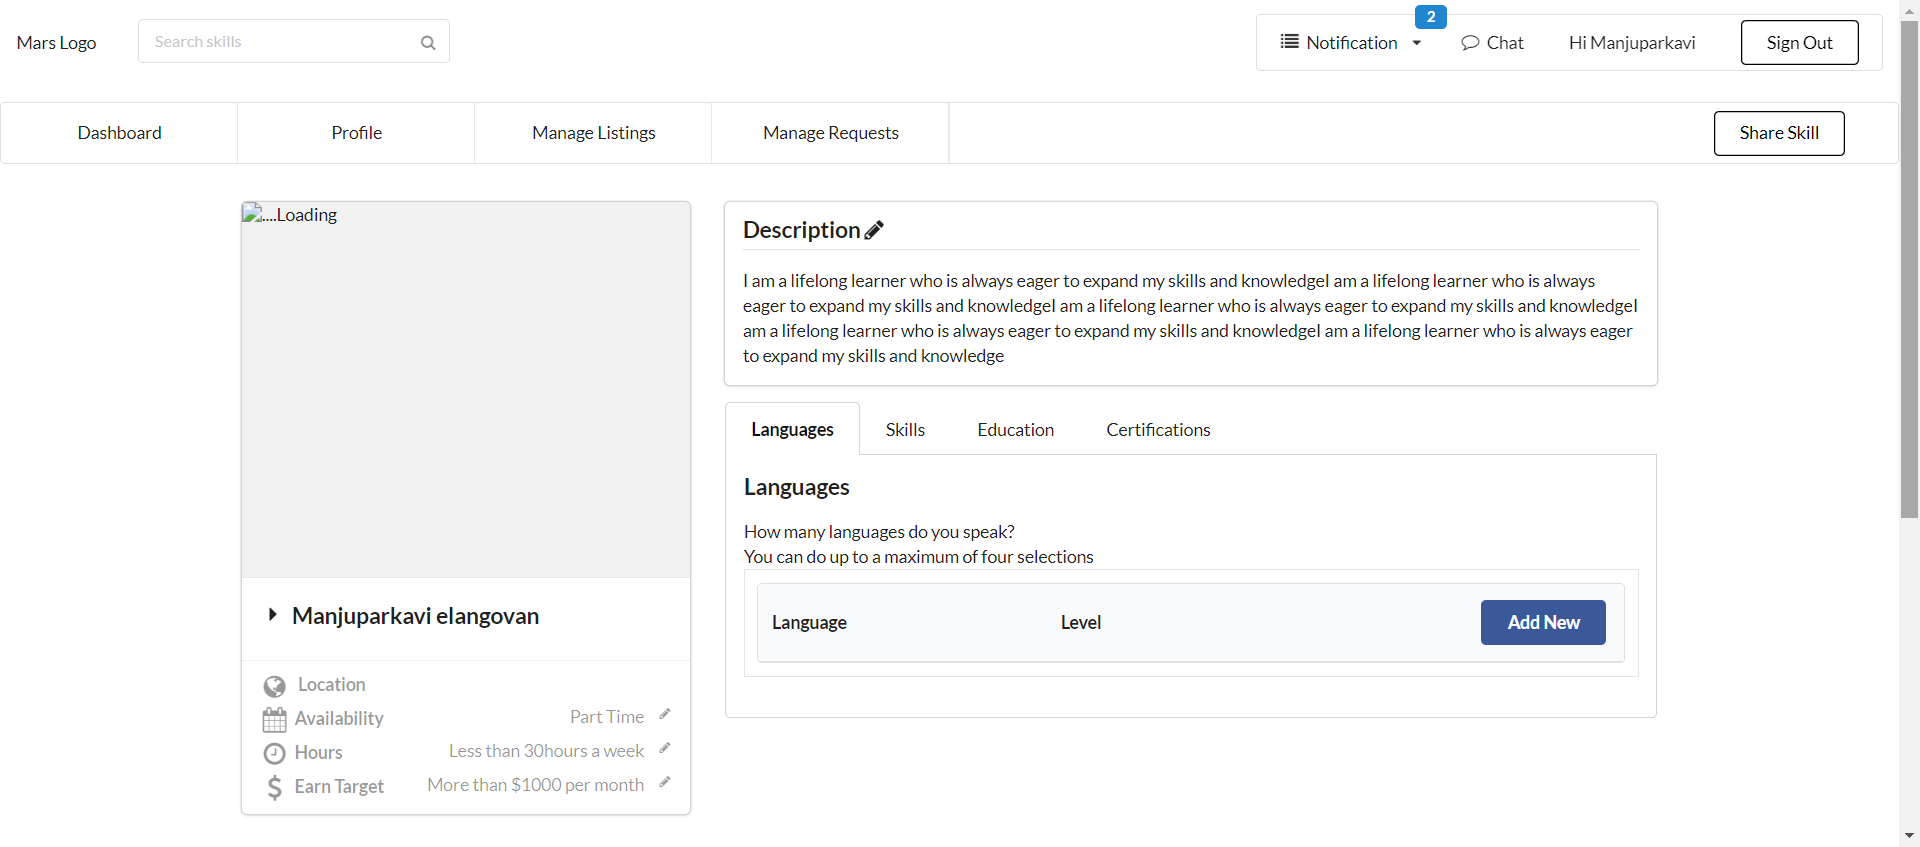 Mars Logo
Search skills
2
Notification
Chat
Hi Manjuparkavi
Sign Out
Dashboard
Profile
Manage Listings
Manage Requests
Share Skill
....Loading
Manjuparkavi elangovan
Location
Availability
Part Time
Hours
Less than 30hours a week
Earn Target
More than $1000 per month
Description
I am a lifelong learner who is always eager to expand my skills and knowledgeI am a lifelong learner who is always
eager to expand my skills and knowledgeI am a lifelong learner who is always eager to expand my skills and knowledgeI
am a lifelong learner who is always eager to expand my skills and knowledgeI am a lifelong learner who is always eager
to expand my skills and knowledge
Languages
Skills
Education
Certifications
Languages
How many languages do you speak?
You can do up to a maximum of four selections
Language
Level
Add New